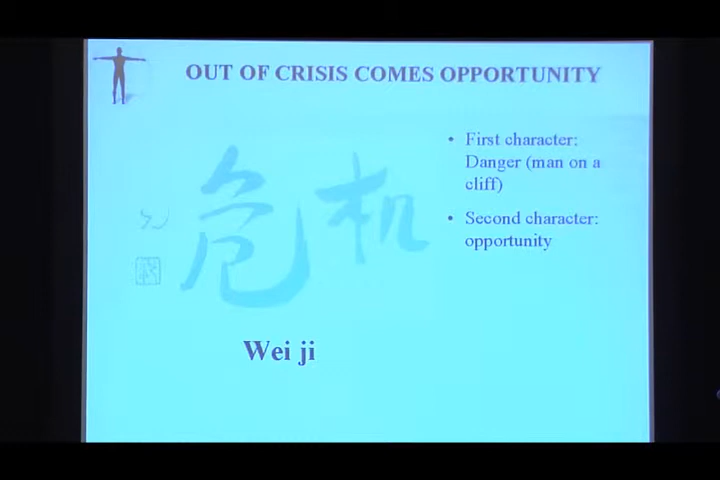 OUT OF CRISIS COMES OPPORTUNITY
危机
• First character:
Danger (man on a
cliff)
• Second character:
opportunity
Wei ji